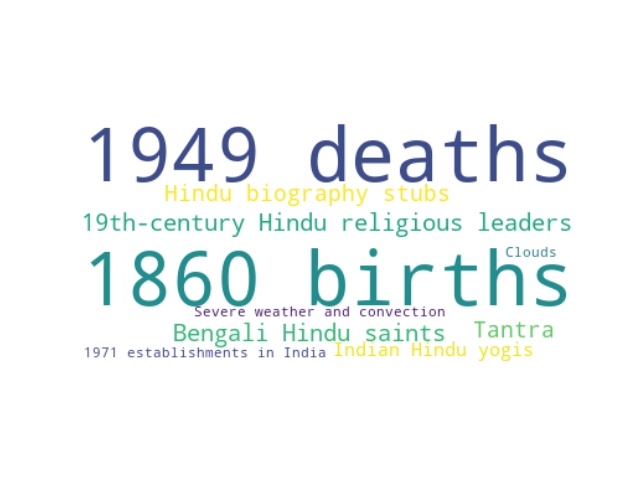 1949 deaths
Hindu biography stubs
19th-century Hindu religious leaders
1860 births
Clouds
Severe weather and convection
Bengali Hindu saints
Tantra
1971 establishments in India
Indian Hindu yogis